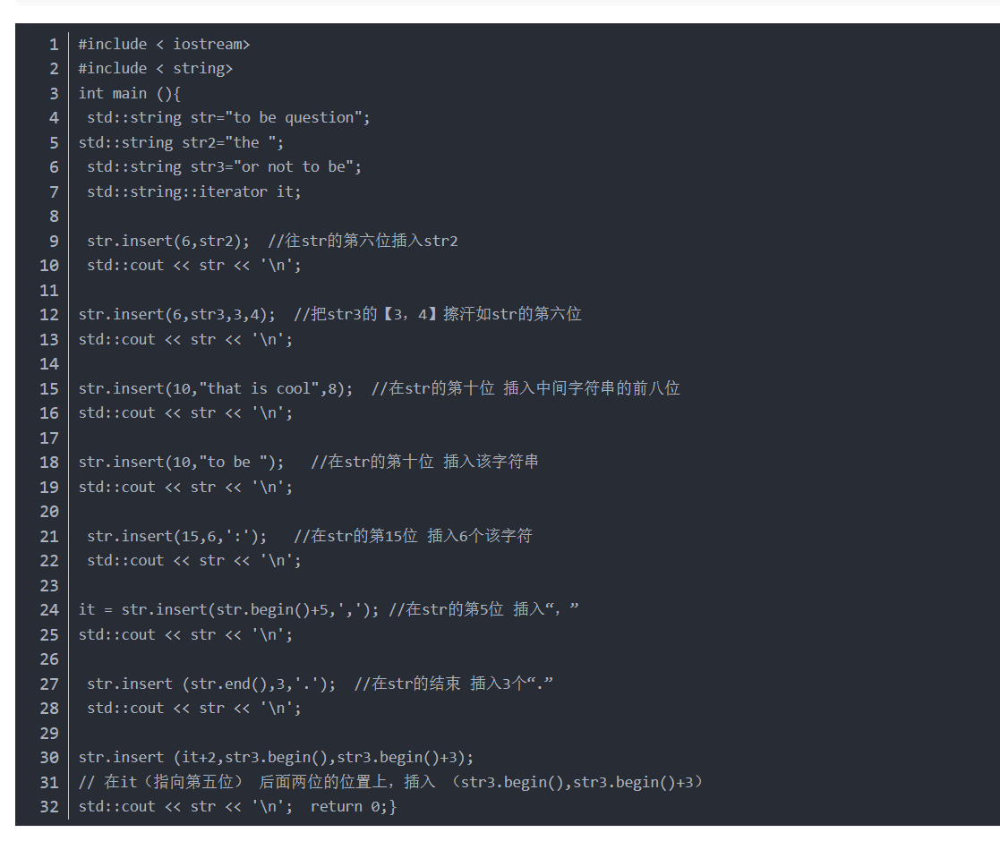 1 #include < iostream>
2 #include < string>
3 int main (){
4  std::string str="to be question";
5 std::string str2="the ";
6  std::string str3="or not to be";
7  std::string::iterator it;
8
9  str.insert(6,str2);  //往str的第六位插入str2
10  std::cout << str << '\n';
11
12 str.insert(6,str3,3,4);  //把str3的【3，4】擦汗如str的第六位
13 std::cout << str << '\n';
14
15 str.insert(10,"that is cool",8);  //在str的第十位 插入中间字符串的前八位
16 std::cout << str << '\n';
17
18 str.insert(10,"to be ");   //在str的第十位 插入该字符串
19 std::cout << str << '\n';
20
21  str.insert(15,6,':');   //在str的第15位 插入6个该字符
22  std::cout << str << '\n';
23
24 it = str.insert(str.begin()+5,','); //在str的第5位 插入“，”
25 std::cout << str << '\n';
26
27  str.insert (str.end(),3,'.');  //在str的结束 插入3个“.”
28  std::cout << str << '\n';
29
30 str.insert (it+2,str3.begin(),str3.begin()+3);
31 // 在it（指向第五位） 后面两位的位置上，插入 （str3.begin(),str3.begin()+3）
32 std::cout << str << '\n';  return 0;}